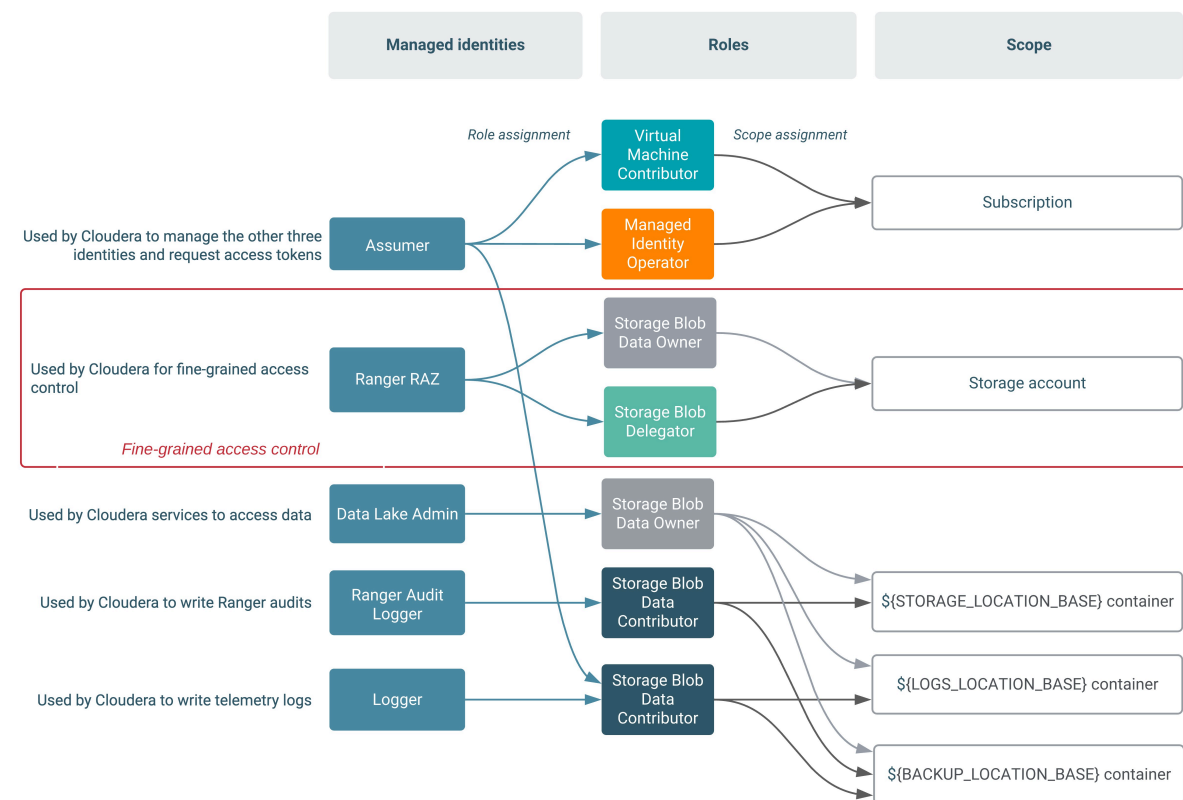 Managed identities
Roles
Scope
Role assignment
Scope assignment
Virtual
Machine
Contributor
Subscription
Used by Cloudera to manage the other three
identities and request access tokens
Assumer
Managed
Identity
Operator
Used by Cloudera for fine-grained access
control
Ranger RAZ
Storage Blob
Data Owner
Storage account
Storage Blob
Delegator
Fine-grained access control
Used by Cloudera services to access data
Data Lake Admin
Storage Blob
Data Owner
Used by Cloudera to write Ranger audits
Ranger Audit
Logger
Storage Blob
Data
Contributor
${STORAGE_LOCATION_BASE} container
Used by Cloudera to write telemetry logs
Logger
Storage Blob
Data
Contributor
${LOGS_LOCATION_BASE} container
${BACKUP_LOCATION_BASE} container